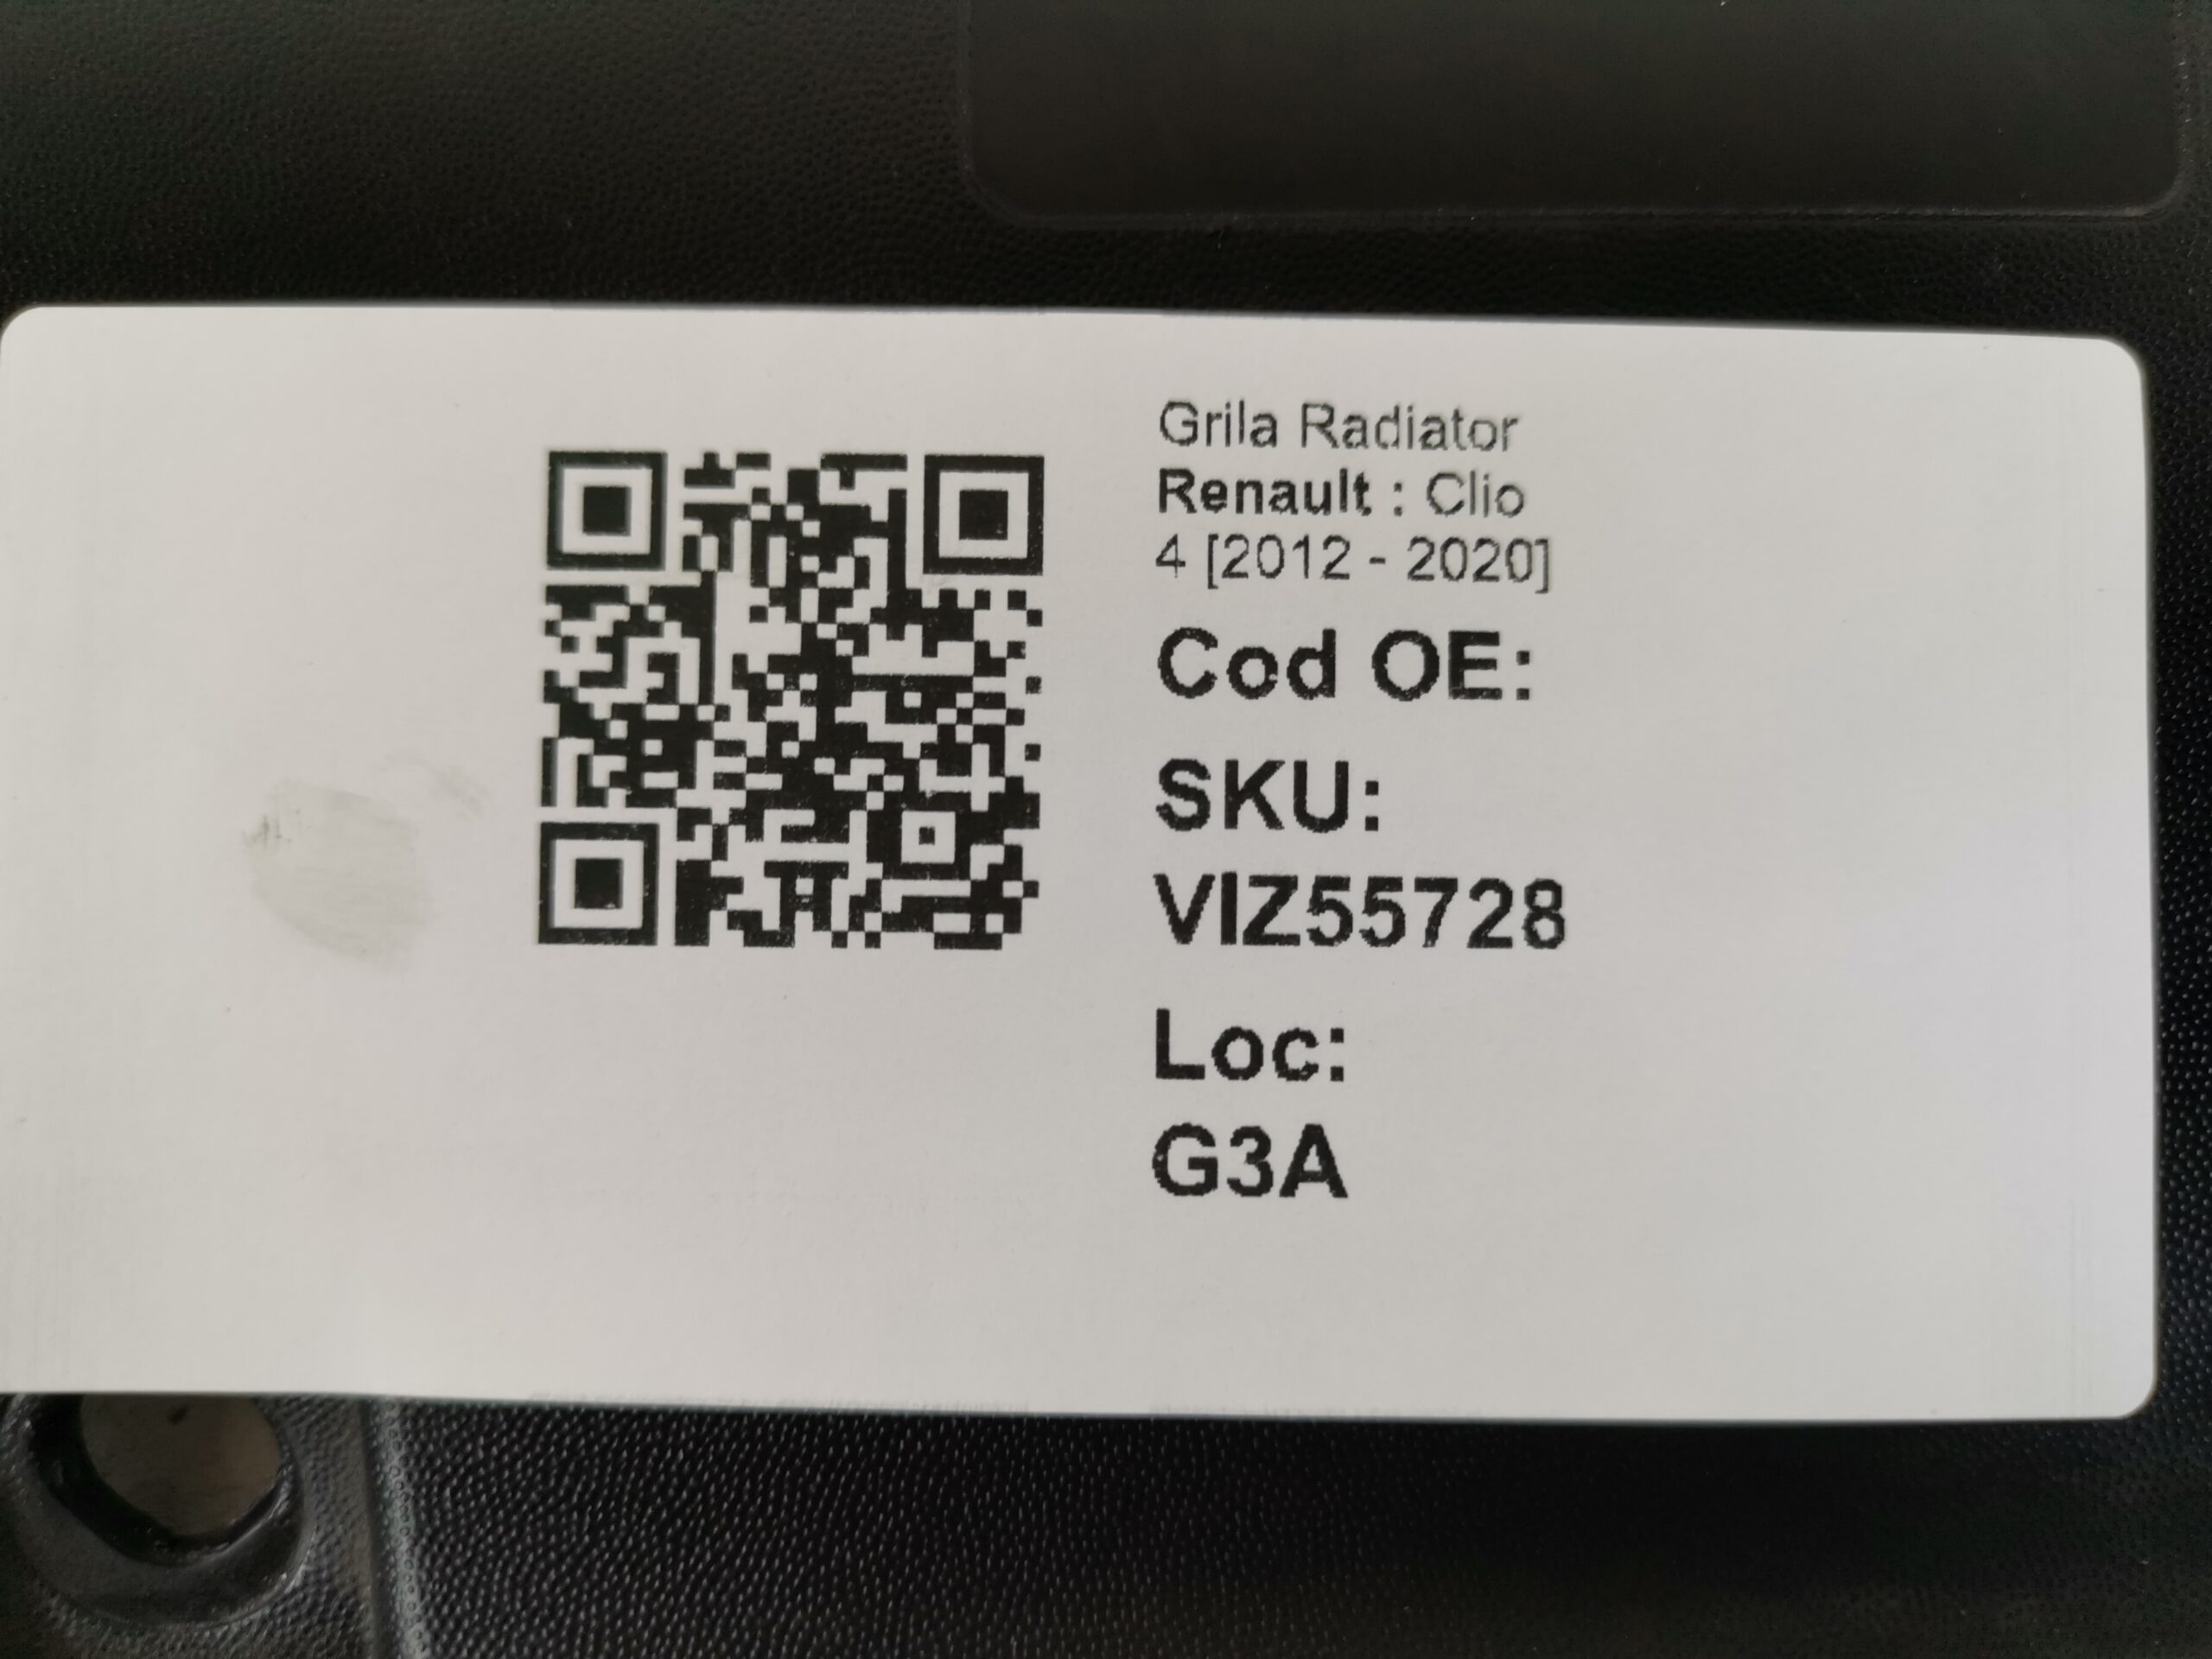 Grila Radiator
Renault : Clio
4 [2012 - 2020]
Cod OE:
SKU:
VIZ55728
Loc:
G3A